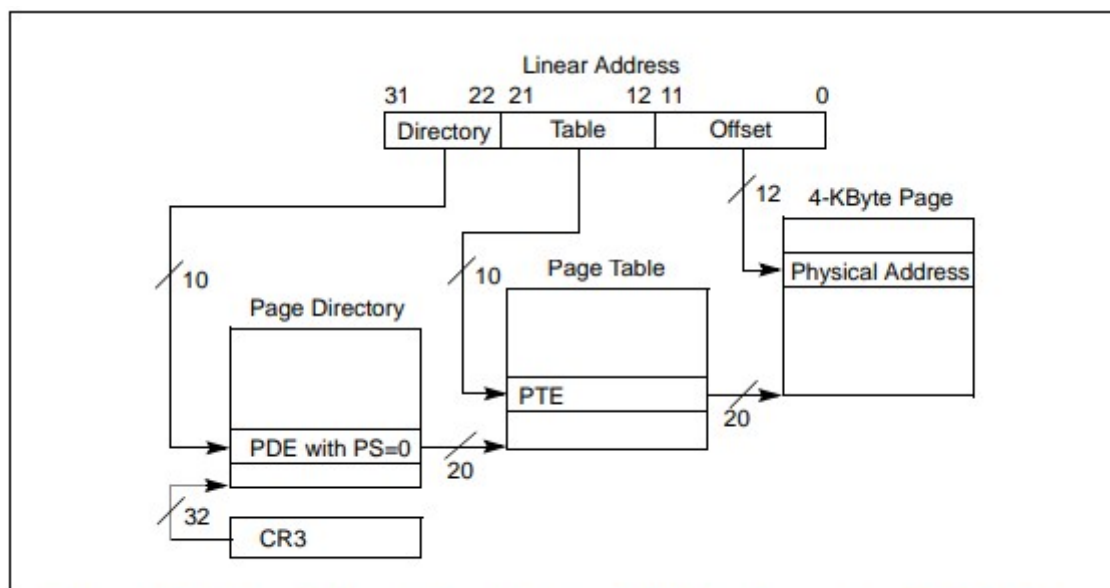 Linear Address
31 22 21 12 11 0
Directory Table Offset
12
4-KByte Page
Physical Address
10
10
Page Table
Page Directory
PTE
20
PDE with PS=0
20
32
CR3